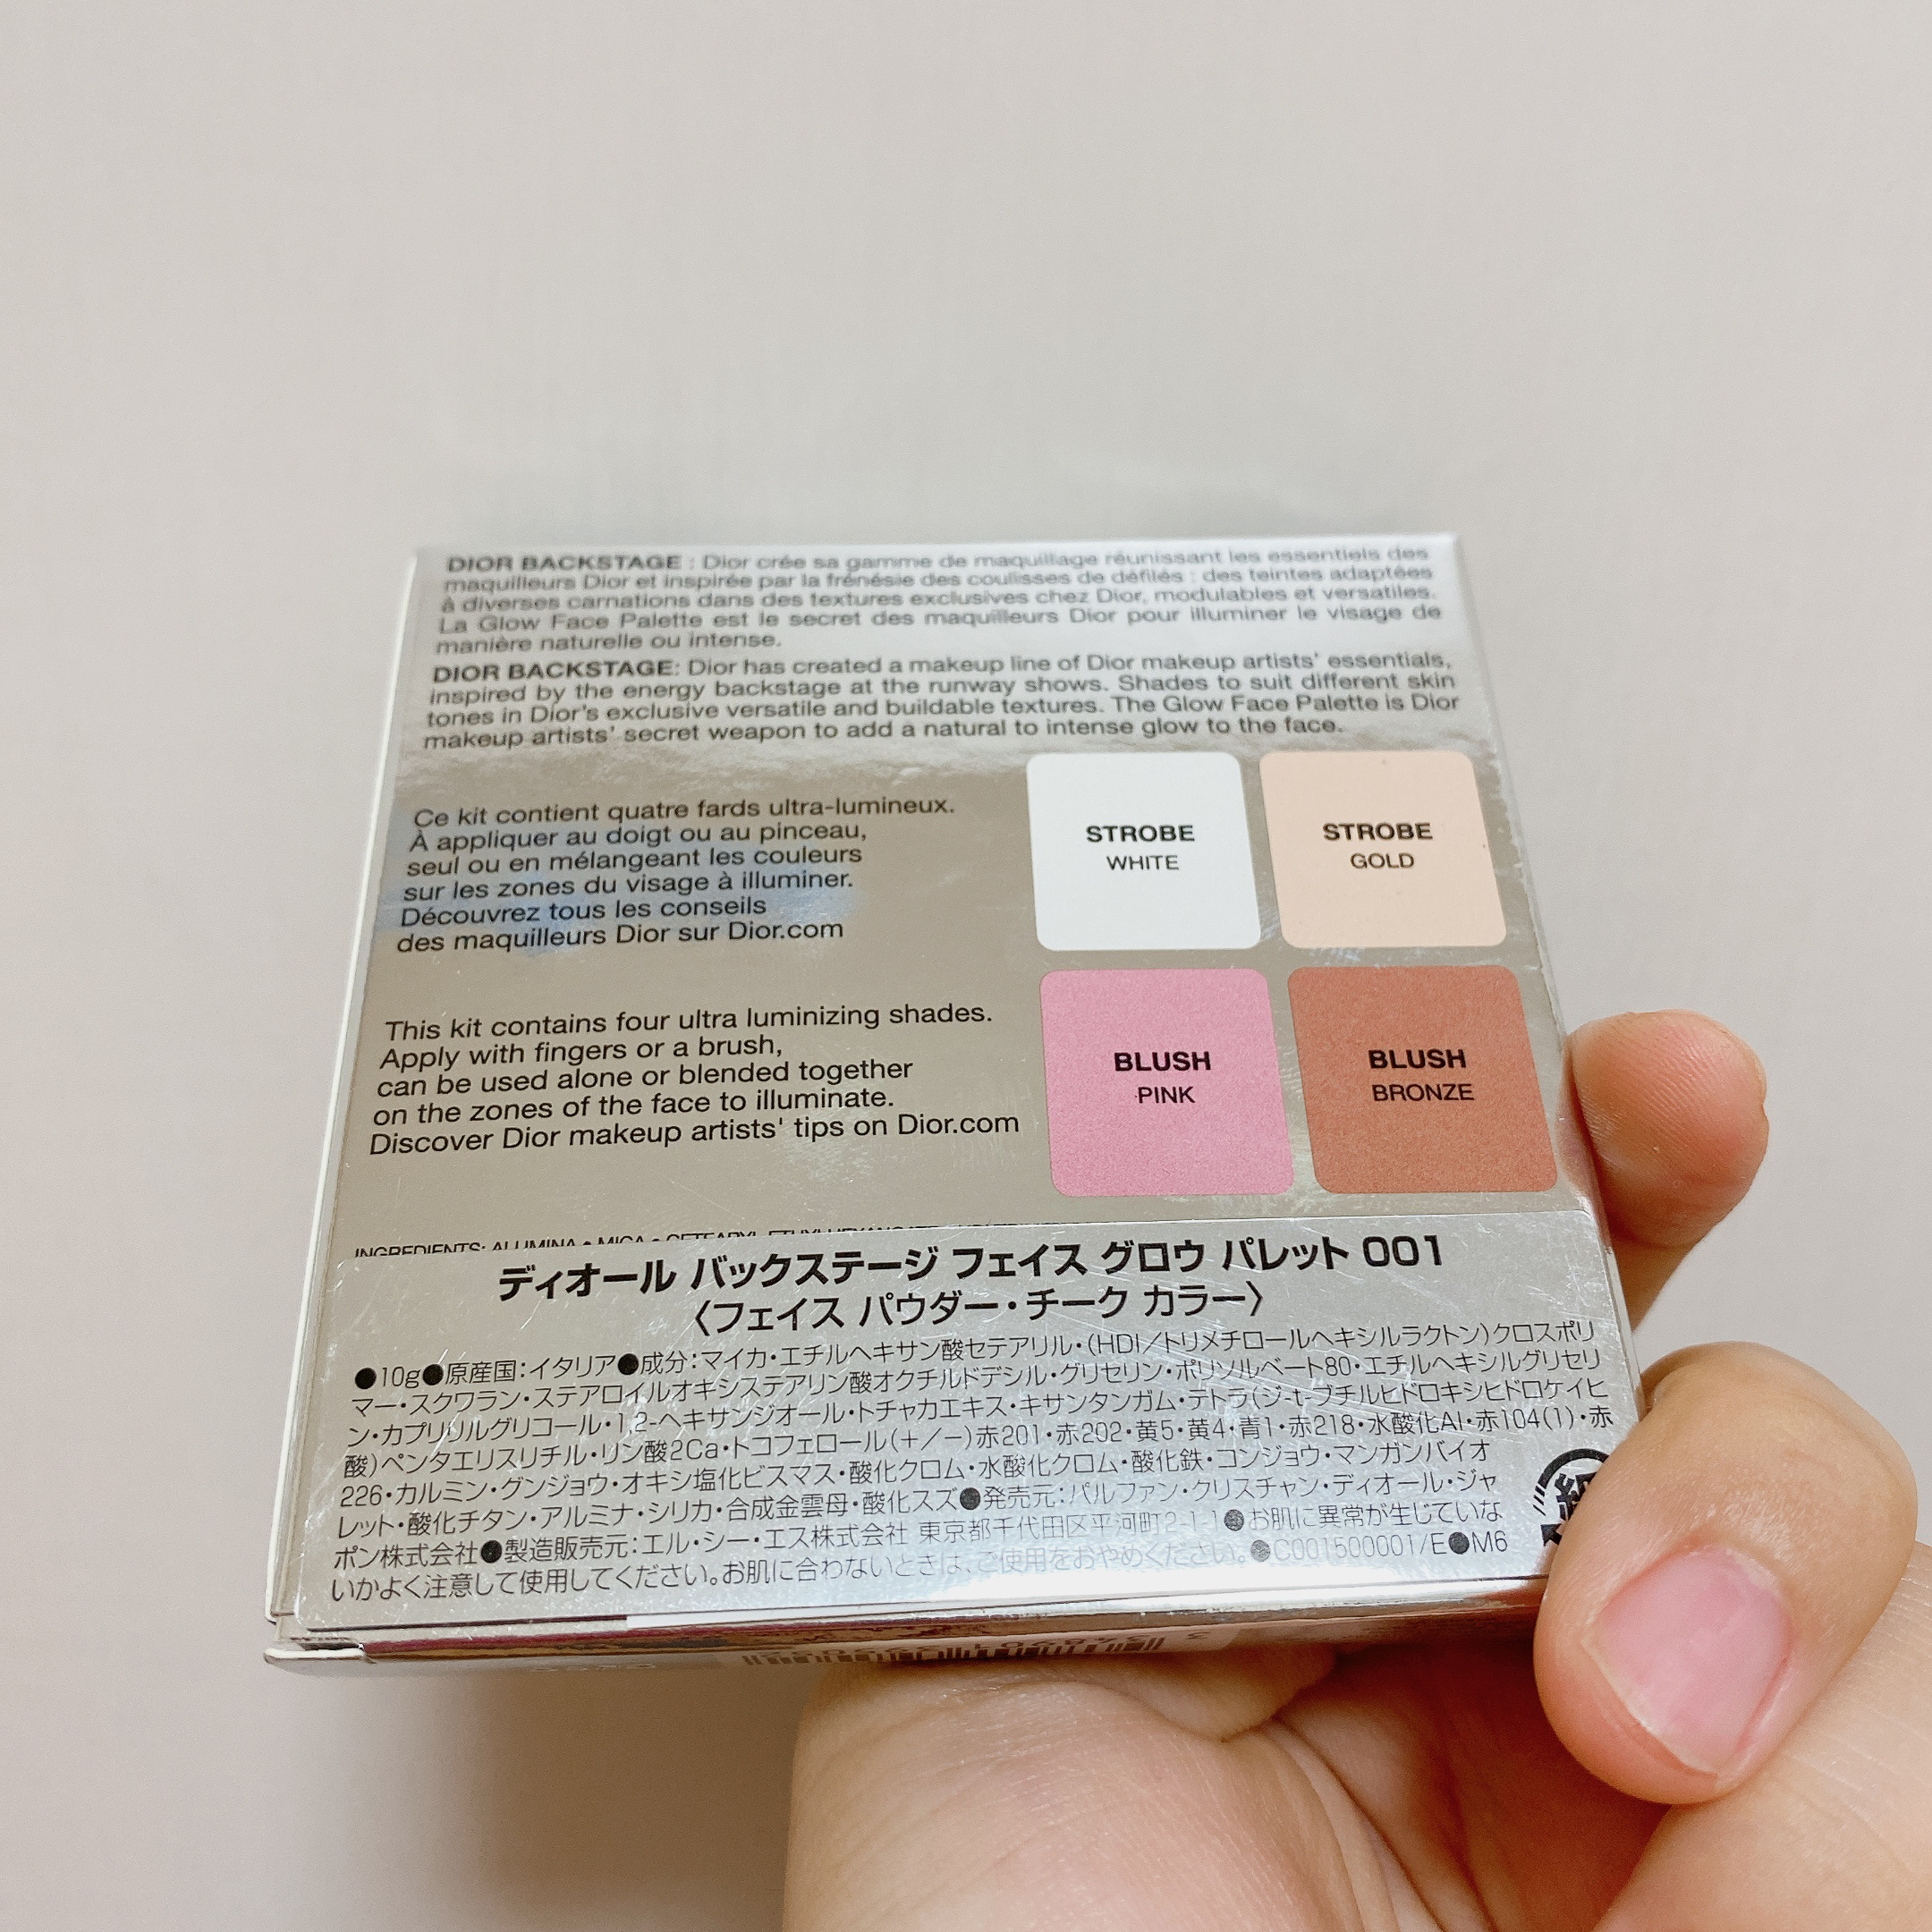 DIOR BACKSTAGE : Dior crée sa gamme de maquillage réunissant les essentiels des
maquilleurs Dior et inspirée par la frénésie des coulisses de défilés : des teintes adaptées
à diverses carnations dans des textures exclusives chez Dior, modulables et versatiles.
La Glow Face Palette est le secret des maquilleurs Dior pour illuminer le visage de
manière naturelle ou intense.
DIOR BACKSTAGE: Dior has created a makeup line of Dior makeup artists' essentials,
inspired by the energy backstage at the runway shows. Shades to suit different skin
tones in Dior's exclusive versatile and buildable textures. The Glow Face Palette is Dior
makeup artists' secret weapon to add a natural to intense glow to the face.
Ce kit contient quatre fards ultra-lumineux.
À appliquer au doigt ou au pinceau,
seul ou en mélangeant les couleurs
sur les zones du visage à illuminer.
Découvrez tous les conseils
des maquilleurs Dior sur Dior.com
STROBE
WHITE
STROBE
GOLD
This kit contains four ultra luminizing shades.
Apply with fingers or a brush,
can be used alone or blended together
on the zones of the face to illuminate.
Discover Dior makeup artists' tips on Dior.com
BLUSH
PINK
BLUSH
BRONZE
INGREDIENTS: ALUMINA • MICA • CETEARYL ETHYLHEXANOATE
ディオール バックステージ フェイス グロウ パレット 001
〈フェイス パウダー・チーク カラー〉
●10g●原産国:イタリア●成分:マイカ・エチルヘキサン酸セテアリル・(HDI/トリメチロールヘキシルラクトン)クロスポリ
マー・スクワラン・ステアロイルオキシステアリン酸オクチルドデシル・グリセリン・ポリソルベート80・エチルヘキシルグリセリ
ン・カプリリルグリコール・1,2-ヘキサンジオール・トチャカエキス・キサンタンガム・テトラ(ジ-t-ブチルヒドロキシヒドロケイヒ
酸)ペンタエリスリチル・リン酸2Ca・トコフェロール(+/−)赤201・赤202・黄5・黄4・青1・赤218・水酸化Al・赤104(1)・赤
226・カルミン・グンジョウ・オキシ塩化ビスマス・酸化クロム・水酸化クロム・酸化鉄・コンジョウ・マンガンバイオ
レット・酸化チタン・アルミナ・シリカ・合成金雲母・酸化スズ●発売元:パルファン・クリスチャン・ディオール・ジャ
ポン株式会社●製造販売元:エル・シー・エス株式会社 東京都千代田区平河町2-1-1●お肌に異常が生じていな
いかよく注意して使用してください。お肌に合わないときは、ご使用をおやめください。●C001500001/E●M6
紙